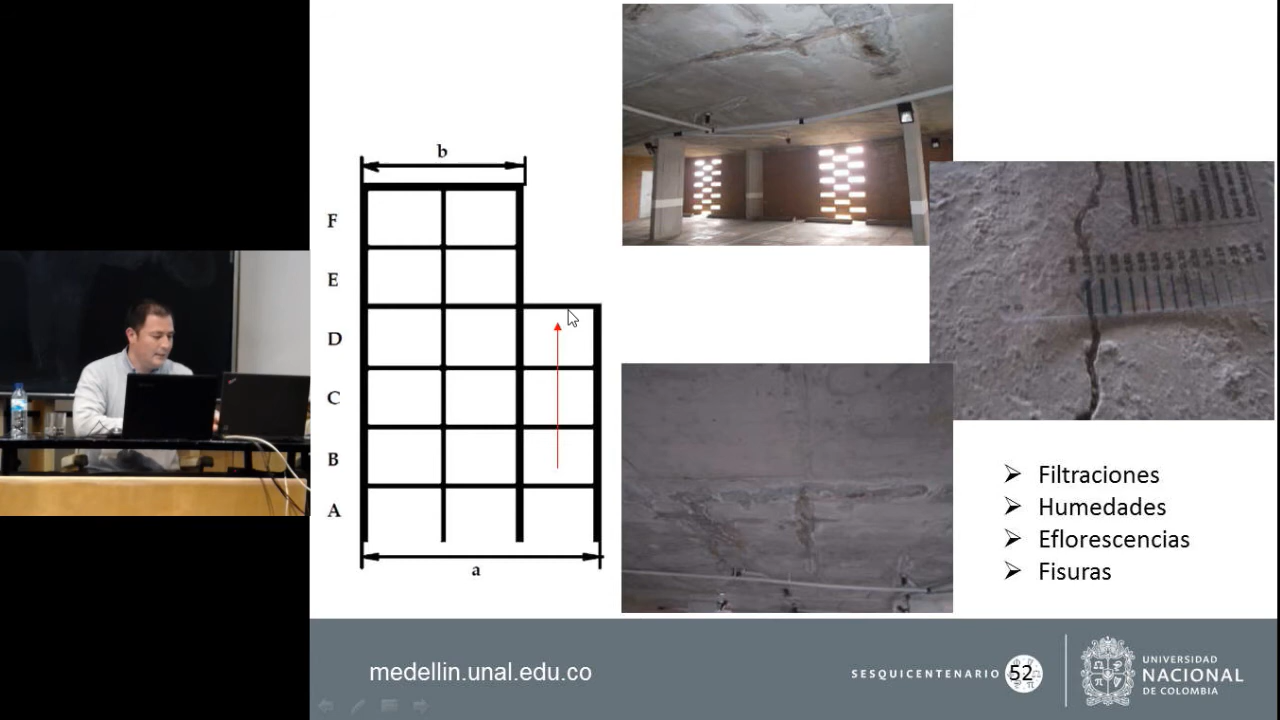 b
F
E
D
C
B
A
a
Filtraciones
Humedades
Eflorescencias
Fisuras
medellin.unal.edu.co
SESQUICENTENARIO
52
UNIVERSIDAD
NACIONAL
DE COLOMBIA